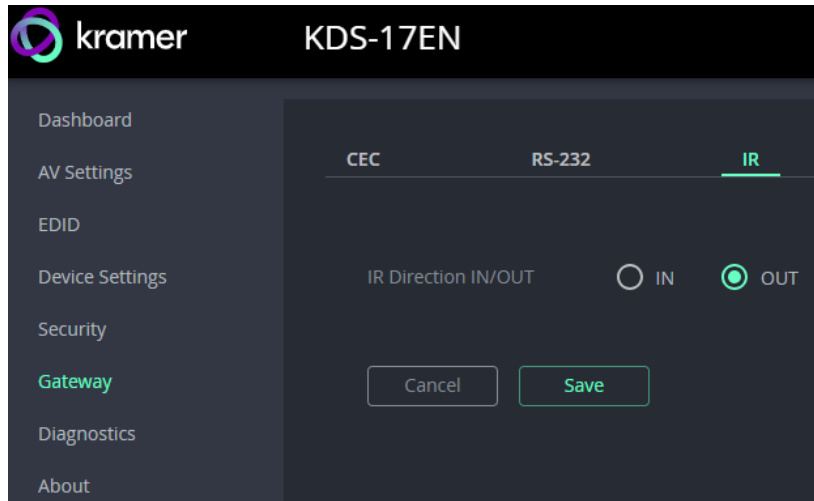 kramer KDS-17EN
Dashboard
AV Settings
EDID
Device Settings
Security
Gateway
Diagnostics
About
CEC RS-232 IR
IR Direction IN/OUT IN OUT
Cancel Save